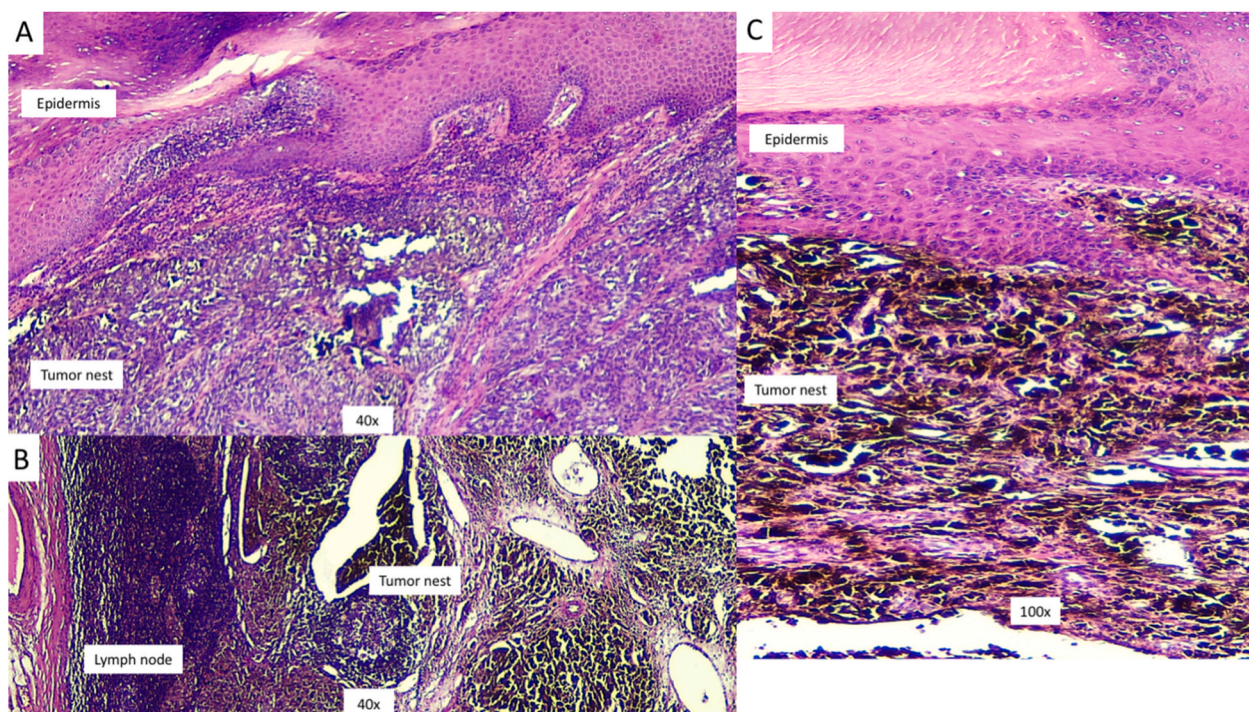 A
Epidermis
Tumor nest
40x
B
Tumor nest
Lymph node
40x
C
Epidermis
Tumor nest
100x